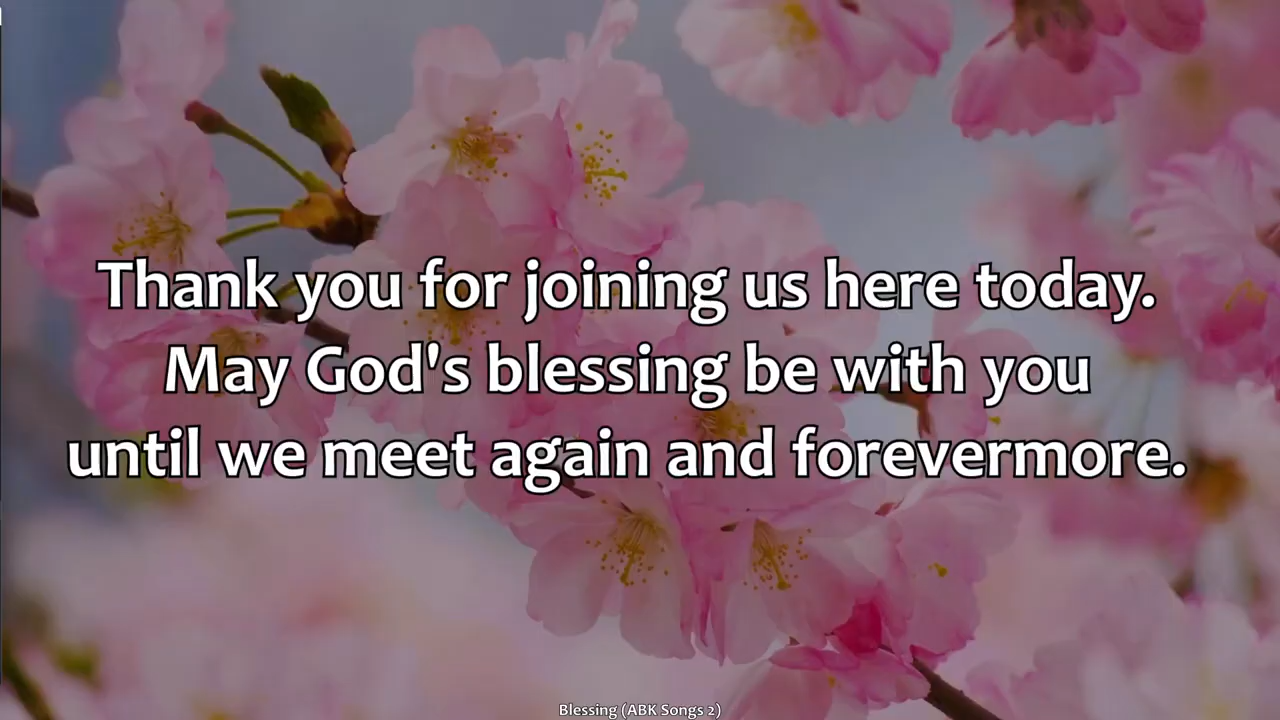 Thank you for joining us here today.
May God's blessing be with you
until we meet again and forevermore.
Blessing (ABK Songs 2)